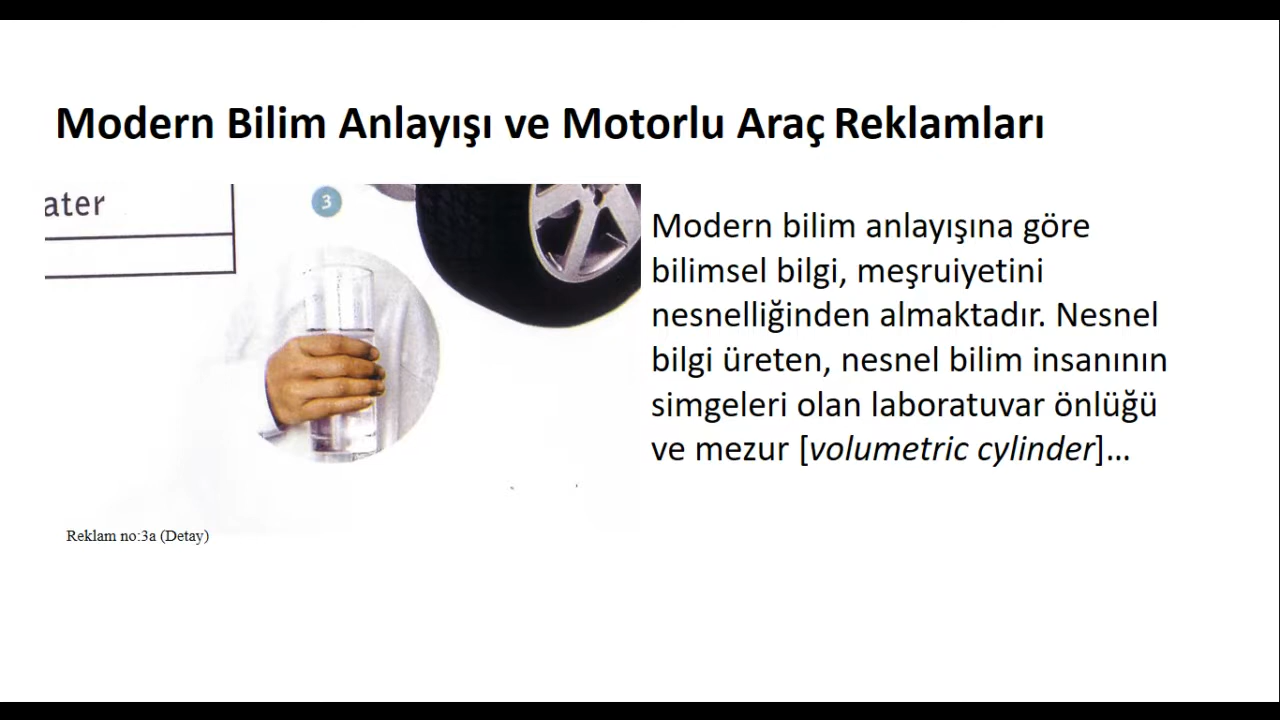 Modern Bilim Anlayışı ve Motorlu Araç Reklamları
ater
3
Modern bilim anlayışına göre
bilimsel bilgi, meşruiyetini
nesnelliğinden almaktadır. Nesnel
bilgi üreten, nesnel bilim insanının
simgeleri olan laboratuvar önlüğü
ve mezur [volumetric cylinder]…
Reklam no:3a (Detay)